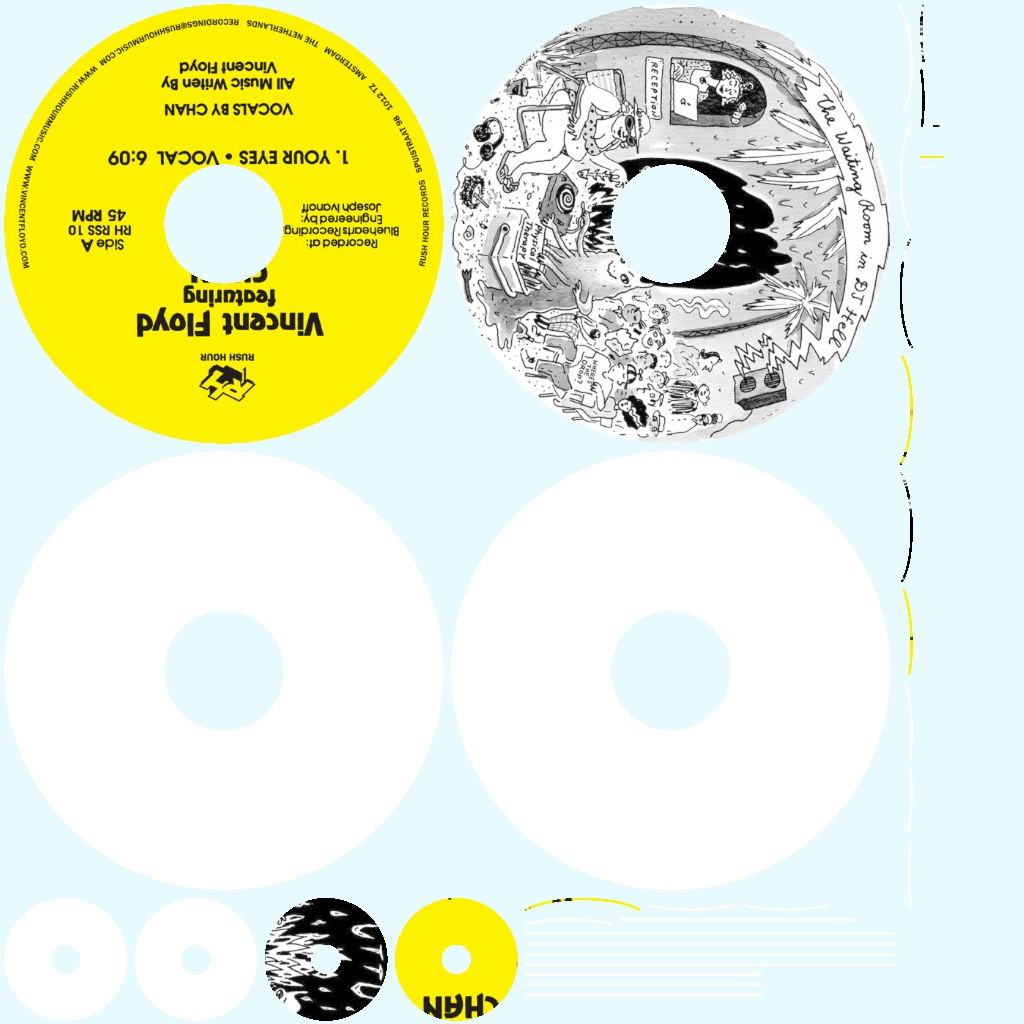 RUSH HOUR
Vincent Floyd
featuring
CHAN
Side A
RH RSS 10
45 RPM
Recorded at:
Bluehearts Recording
Engineered by:
Joseph Ivanoff
1. YOUR EYES • VOCAL 6:09
VOCALS BY CHAN
All Music Writen By
Vincent Floyd
RUSH HOUR RECORDS SPUISTRAAT 98 1012 TZ AMSTERDAM THE NETHERLANDS RECORDINGS@RUSHHOURMUSIC.COM WWW.RUSHHOURMUSIC.COM WWW.VINCENTFLOYD.COM
The Waiting Room in DJ Hell
RECEPTION
Physical
Therapy
WHERE'S
THE
DROP?